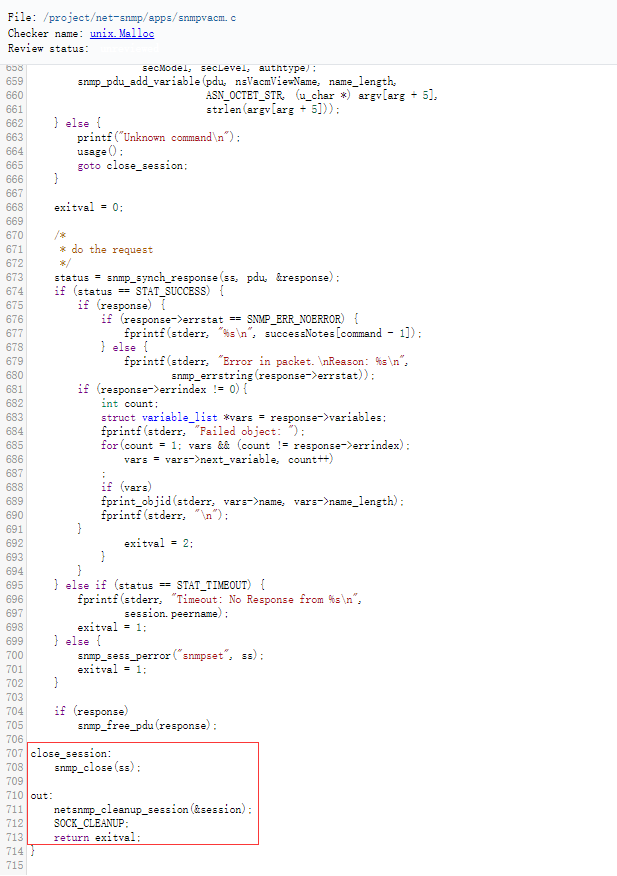 File: /project/net-snmp/apps/snmpvacm.c
Checker name: unix.Malloc
Review status:
658 secModel, secLevel, authtype);
659 snmp_pdu_add_variable(pdu, nsVacmViewName, name_length,
660 ASN_OCTET_STR, (u_char *) argv[arg + 5],
661 strlen(argv[arg + 5]));
662 } else {
663 printf("Unknown command\n");
664 usage();
665 goto close_session;
666 }
667
668 exitval = 0;
669
670 /*
671 * do the request
672 */
673 status = snmp_synch_response(ss, pdu, &response);
674 if (status == STAT_SUCCESS) {
675 if (response) {
676 if (response->errstat == SNMP_ERR_NOERROR) {
677 fprintf(stderr, "%s\n", successNotes[command - 1]);
678 } else {
679 fprintf(stderr, "Error in packet.\nReason: %s\n",
680 snmp_errstring(response->errstat));
681 if (response->errindex != 0){
682 int count;
683 struct variable_list *vars = response->variables;
684 fprintf(stderr, "Failed object: ");
685 for(count = 1; vars && (count != response->errindex);
686 vars = vars->next_variable, count++)
687 ;
688 if (vars)
689 fprint_objid(stderr, vars->name, vars->name_length);
690 fprintf(stderr, "\n");
691 }
692 exitval = 2;
693 }
694 }
695 } else if (status == STAT_TIMEOUT) {
696 fprintf(stderr, "Timeout: No Response from %s\n",
697 session.peername);
698 exitval = 1;
699 } else {
700 snmp_sess_perror("snmpset", ss);
701 exitval = 1;
702 }
703
704 if (response)
705 snmp_free_pdu(response);
706
707 close_session:
708 snmp_close(ss);
709
710 out:
711 netsnmp_cleanup_session(&session);
712 SOCK_CLEANUP;
713 return exitval;
714 }
715